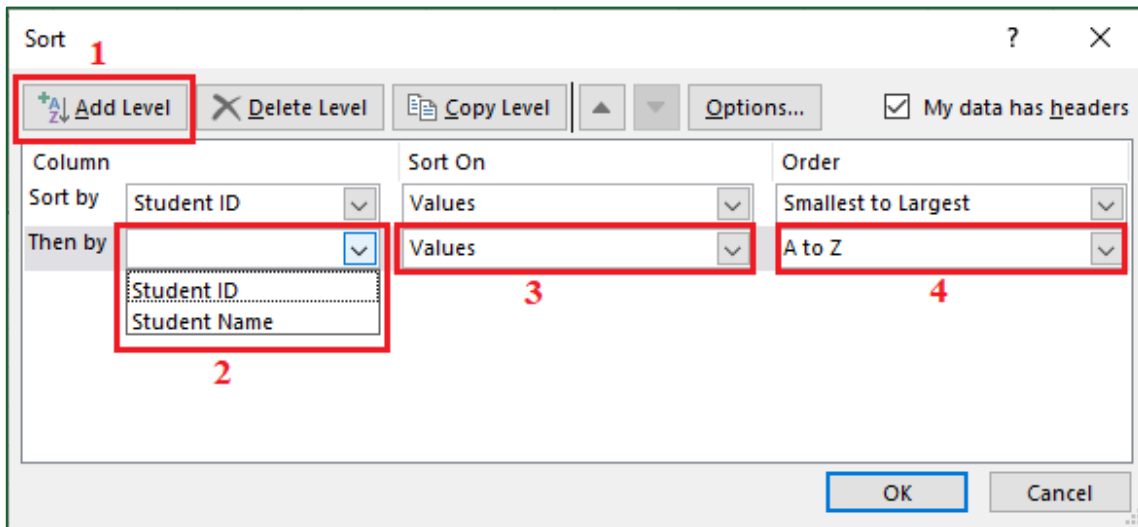 Sort ?
1
Add Level Delete Level Copy Level Options... My data has headers
Column Sort On Order
Sort by Student ID Values Smallest to Largest
Then by Values A to Z
Student ID
Student Name
3 4
2
OK Cancel